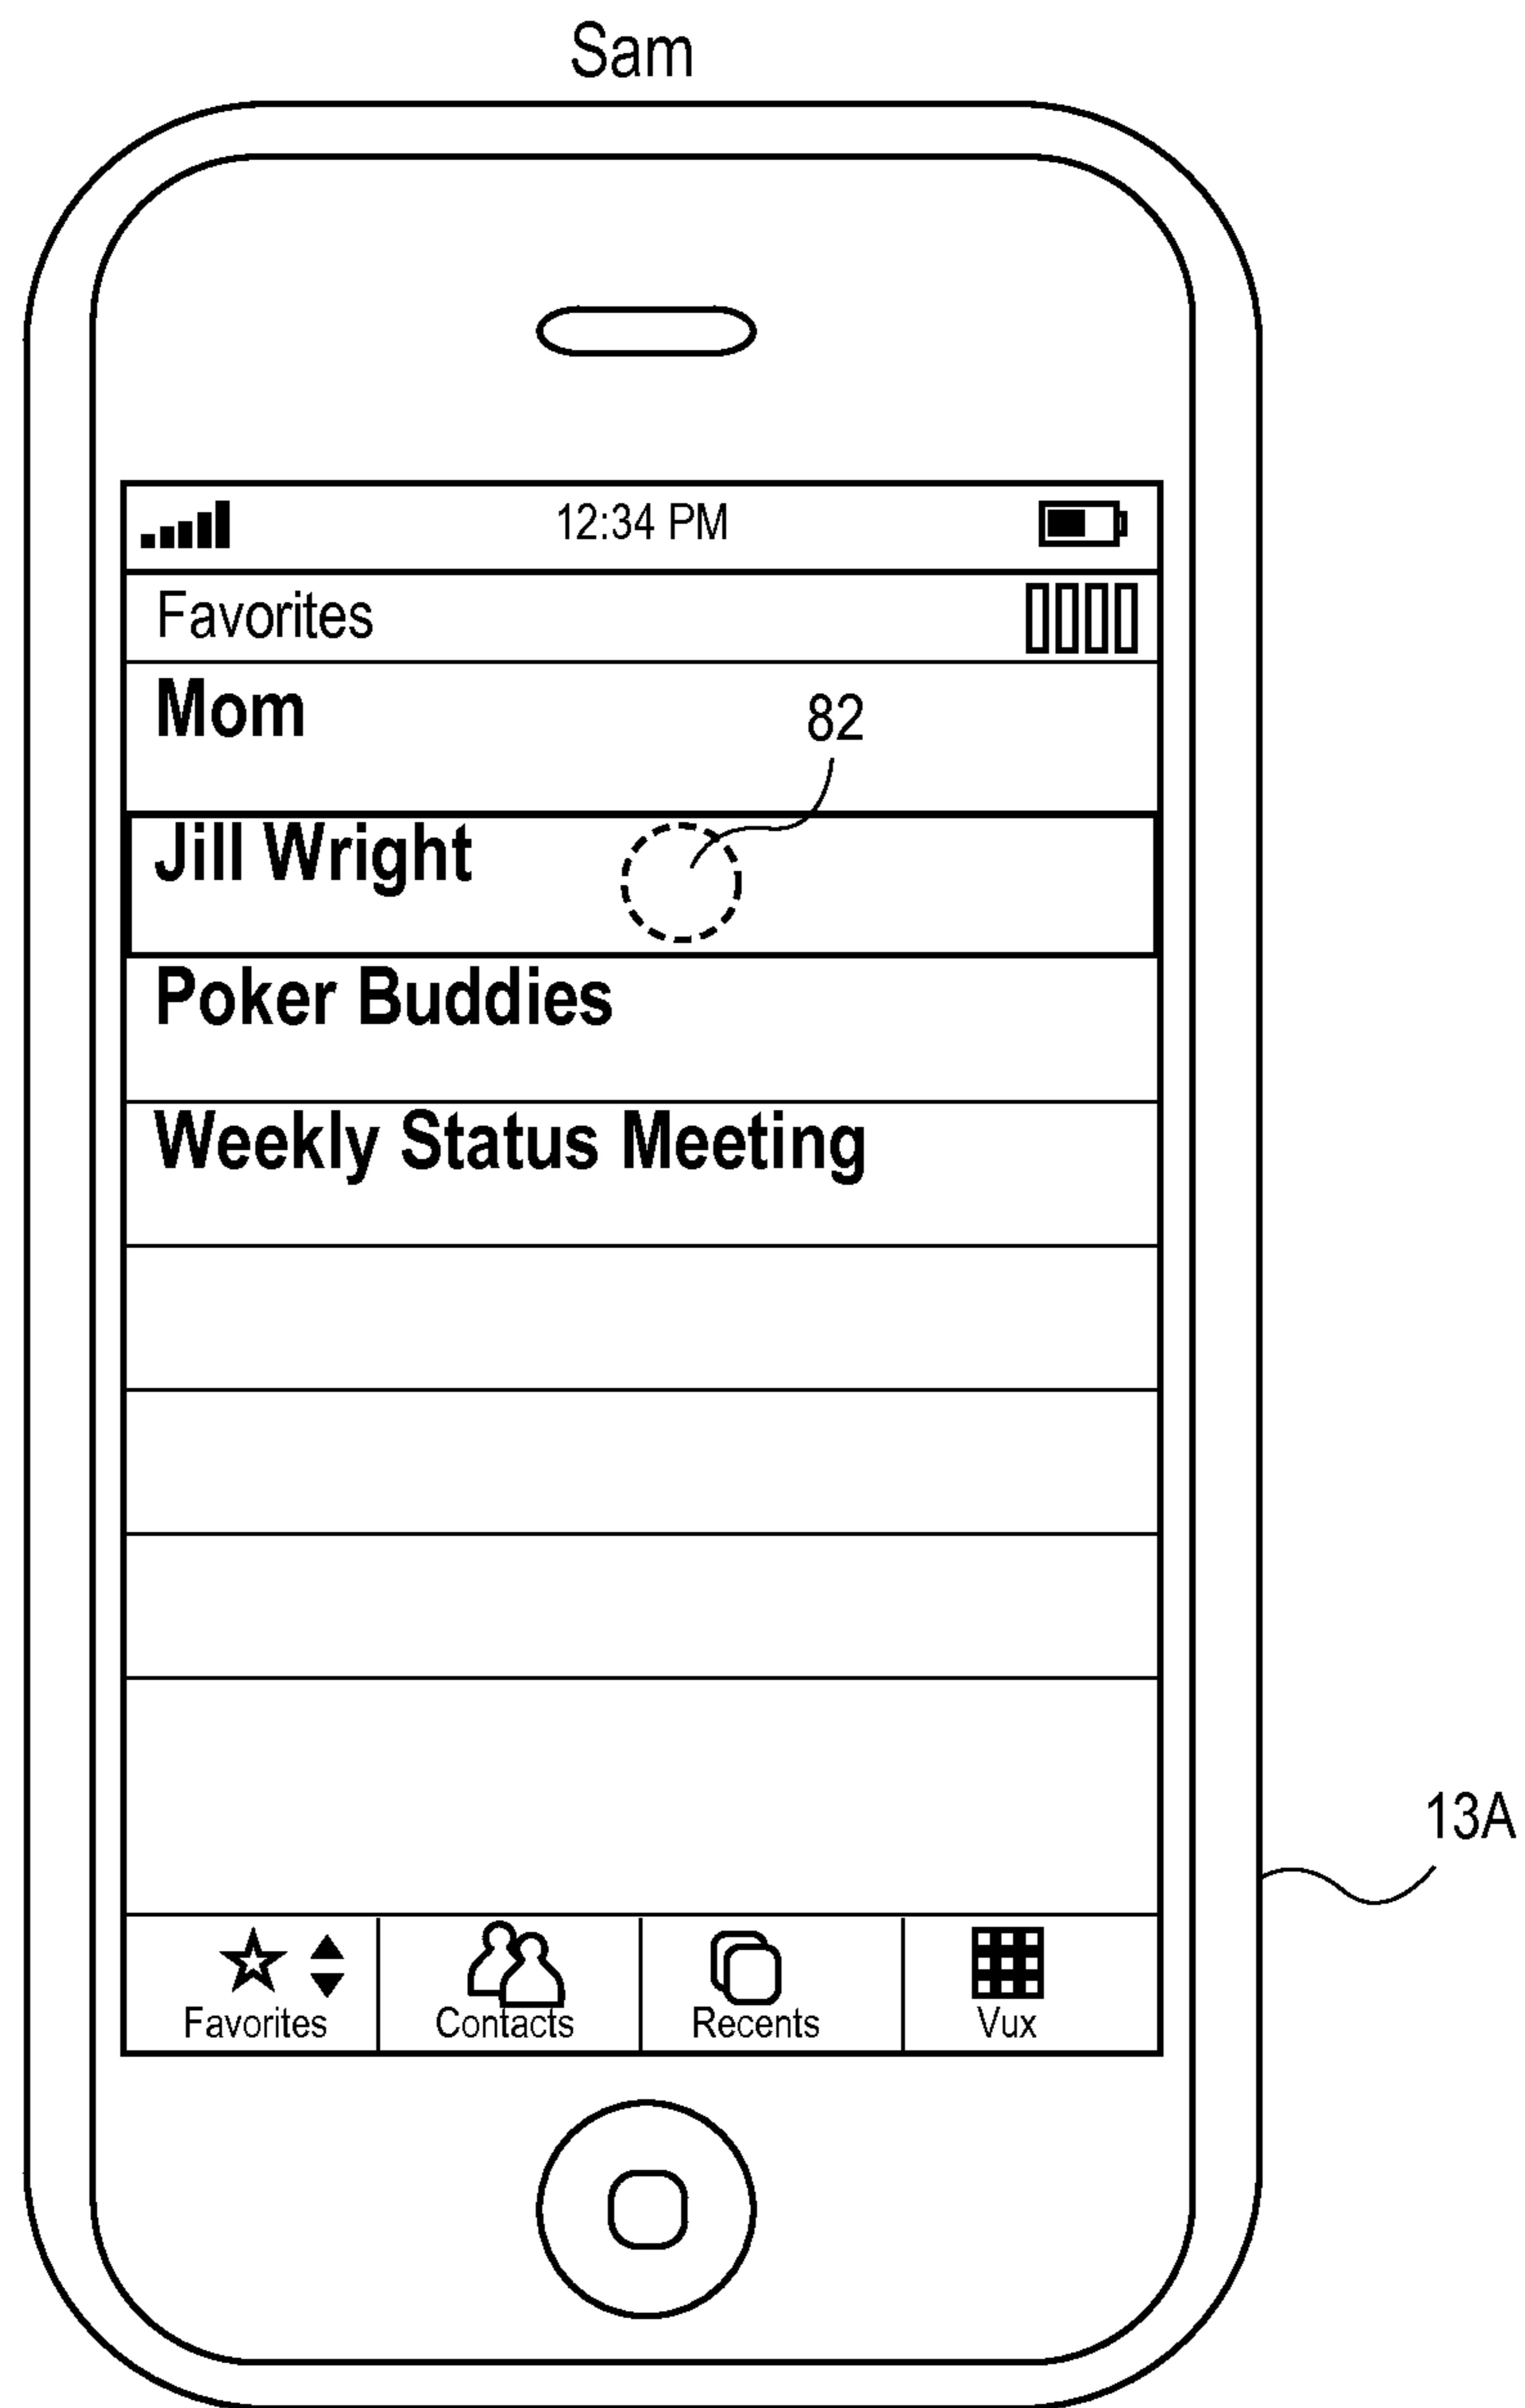 Sam
12:34 PM
Favorites
Mom
82
Jill Wright
Poker Buddies
Weekly Status Meeting
13A
Favorites Contacts Recents Vux